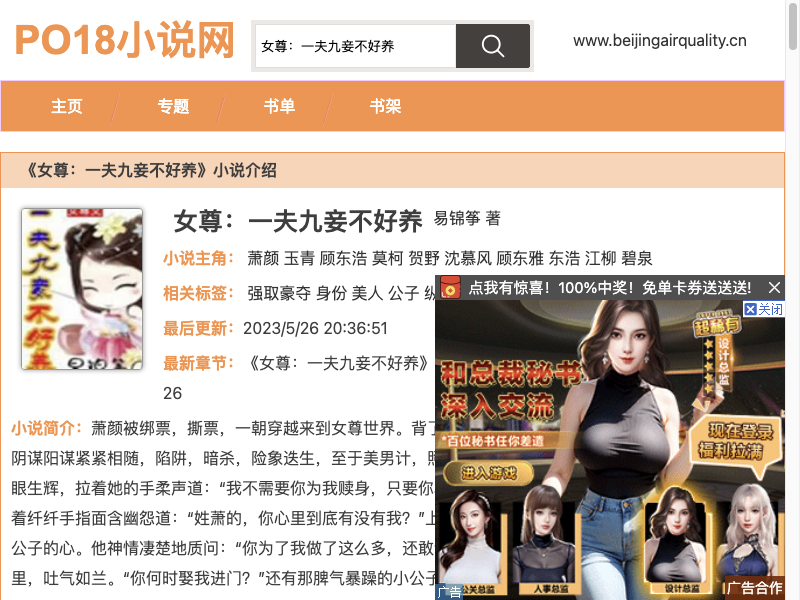 PO18小说网
女尊：一夫九妾不好养
www.beijingairquality.cn
主页
专题
书单
书架
《女尊：一夫九妾不好养》小说介绍
一夫九妾不好养
女尊：一夫九妾不好养 易锦筝 著
小说主角： 萧颜 玉青 顾东浩 莫柯 贺野 沈慕风 顾东雅 东浩 江柳 碧泉
相关标签： 强取豪夺 身份 美人 公子 纵
最后更新：2023/5/26 20:36:51
最新章节： 《女尊：一夫九妾不好养》
26
小说简介：萧颜被绑票，撕票，一朝穿越来到女尊世界。背了
阴谋阳谋紧紧相随，陷阱，暗杀，险象迭生，至于美男计，照
眼生辉，拉着她的手柔声道：“我不需要你为我赎身，只要你
着纤纤手指面含幽怨道：“姓萧的，你心里到底有没有我？”上
公子的心。他神情凄楚地质问：“你为了我做了这么多，还敢
里，吐气如兰。“你何时娶我进门？”还有那脾气暴躁的小公子
点我有惊喜！100%中奖！免单卡券送送送!
关闭
超稀有
设计总监
和总裁秘书
深入交流
*百位秘书任你差遣
进入游戏
现在登录
福利拉满
公关总监
人事总监
设计总监
广告
广告合作